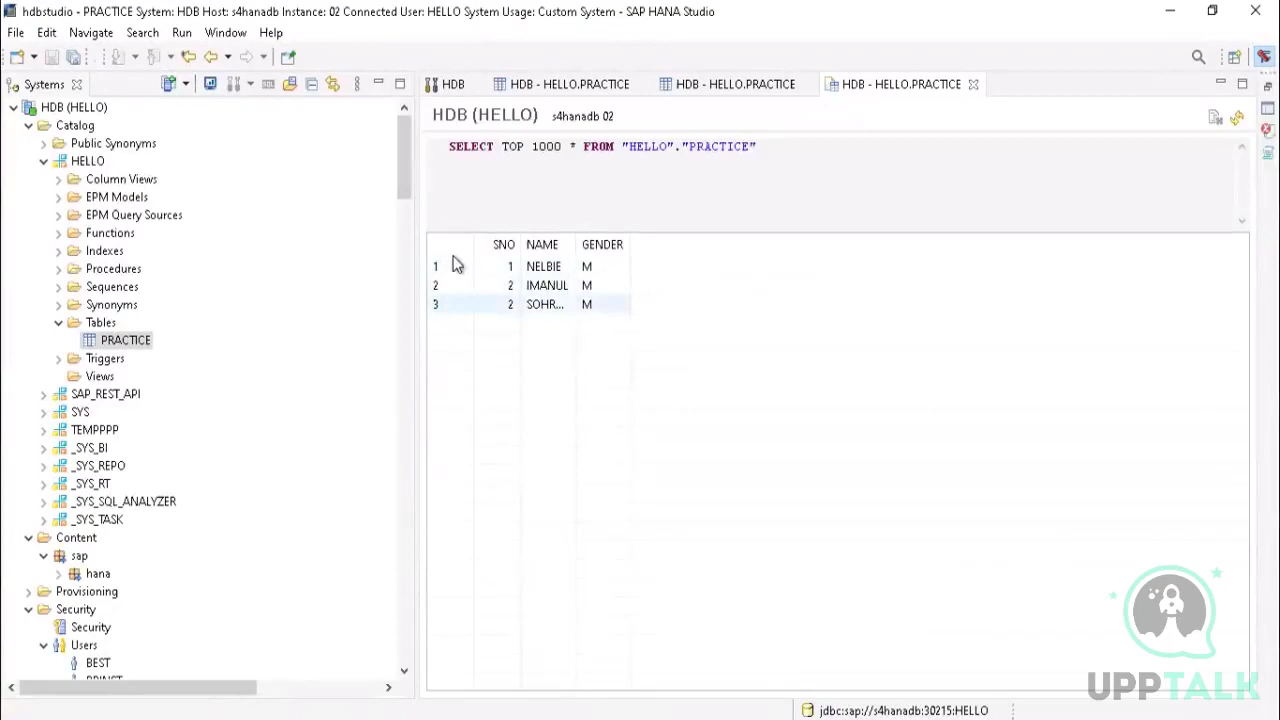 hdbstudio - PRACTICE System: HDB Host: s4hanadb Instance: 02 Connected User: HELLO System Usage: Custom System - SAP HANA Studio
File Edit Navigate Search Run Window Help
Systems
HDB (HELLO)
Catalog
Public Synonyms
HELLO
Column Views
EPM Models
EPM Query Sources
Functions
Indexes
Procedures
Sequences
Synonyms
Tables
PRACTICE
Triggers
Views
SAP_REST_API
SYS
TEMPPPP
_SYS_BI
_SYS_REPO
_SYS_RT
_SYS_SQL_ANALYZER
_SYS_TASK
Content
sap
hana
Provisioning
Security
Security
Users
BEST
HDB HDB - HELLO.PRACTICE HDB - HELLO.PRACTICE HDB - HELLO.PRACTICE
HDB (HELLO) s4hanadb 02
SELECT TOP 1000 * FROM "HELLO"."PRACTICE"
SNO NAME GENDER
1 1 NELBIE M
2 2 IMANUL M
3 2 SOHR... M
UPPTALK
jdbc:sap://s4hanadb:30215:HELLO